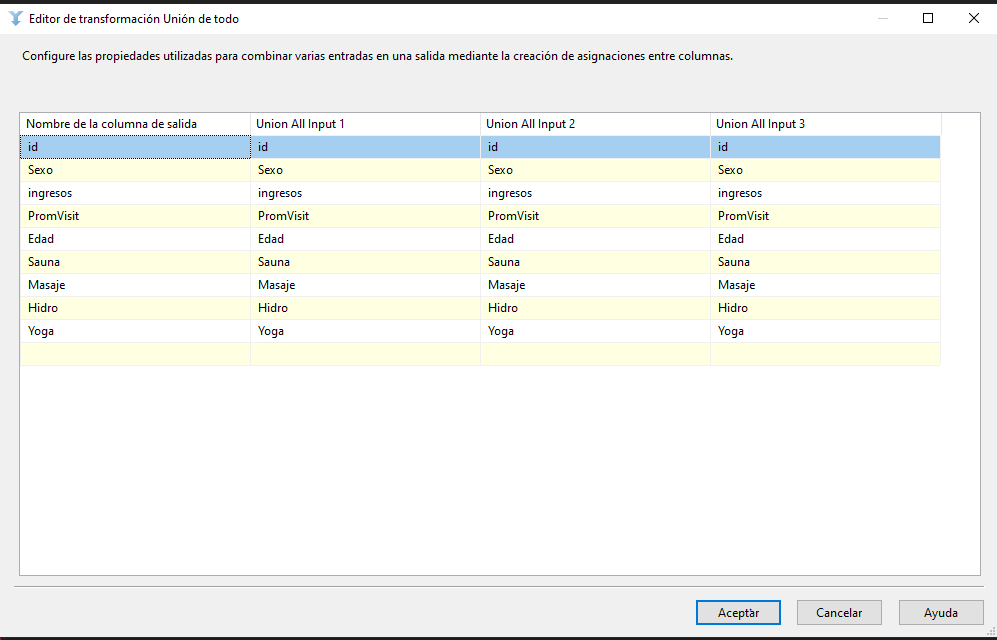 Editor de transformación Unión de todo
Configure las propiedades utilizadas para combinar varias entradas en una salida mediante la creación de asignaciones entre columnas.
Nombre de la columna de salida Union All Input 1 Union All Input 2 Union All Input 3
id id id id
Sexo Sexo Sexo Sexo
ingresos ingresos ingresos ingresos
PromVisit PromVisit PromVisit PromVisit
Edad Edad Edad Edad
Sauna Sauna Sauna Sauna
Masaje Masaje Masaje Masaje
Hidro Hidro Hidro Hidro
Yoga Yoga Yoga Yoga
Aceptar Cancelar Ayuda